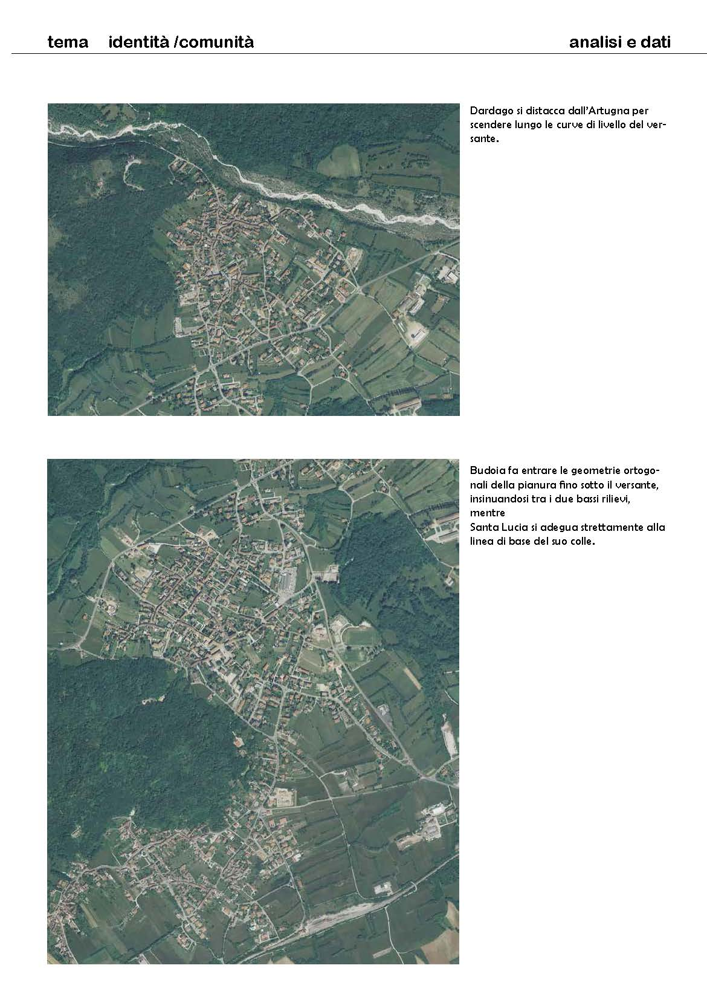 tema identità /comunità analisi e dati
Dardago si distacca dall'Artugna per
scendere lungo le curve di livello del ver-
sante.
Budoia fa entrare le geometrie ortogo-
nali della pianura fino sotto il versante,
insinuandosi tra i due bassi rilievi,
mentre
Santa Lucia si adegua strettamente alla
linea di base del suo colle.